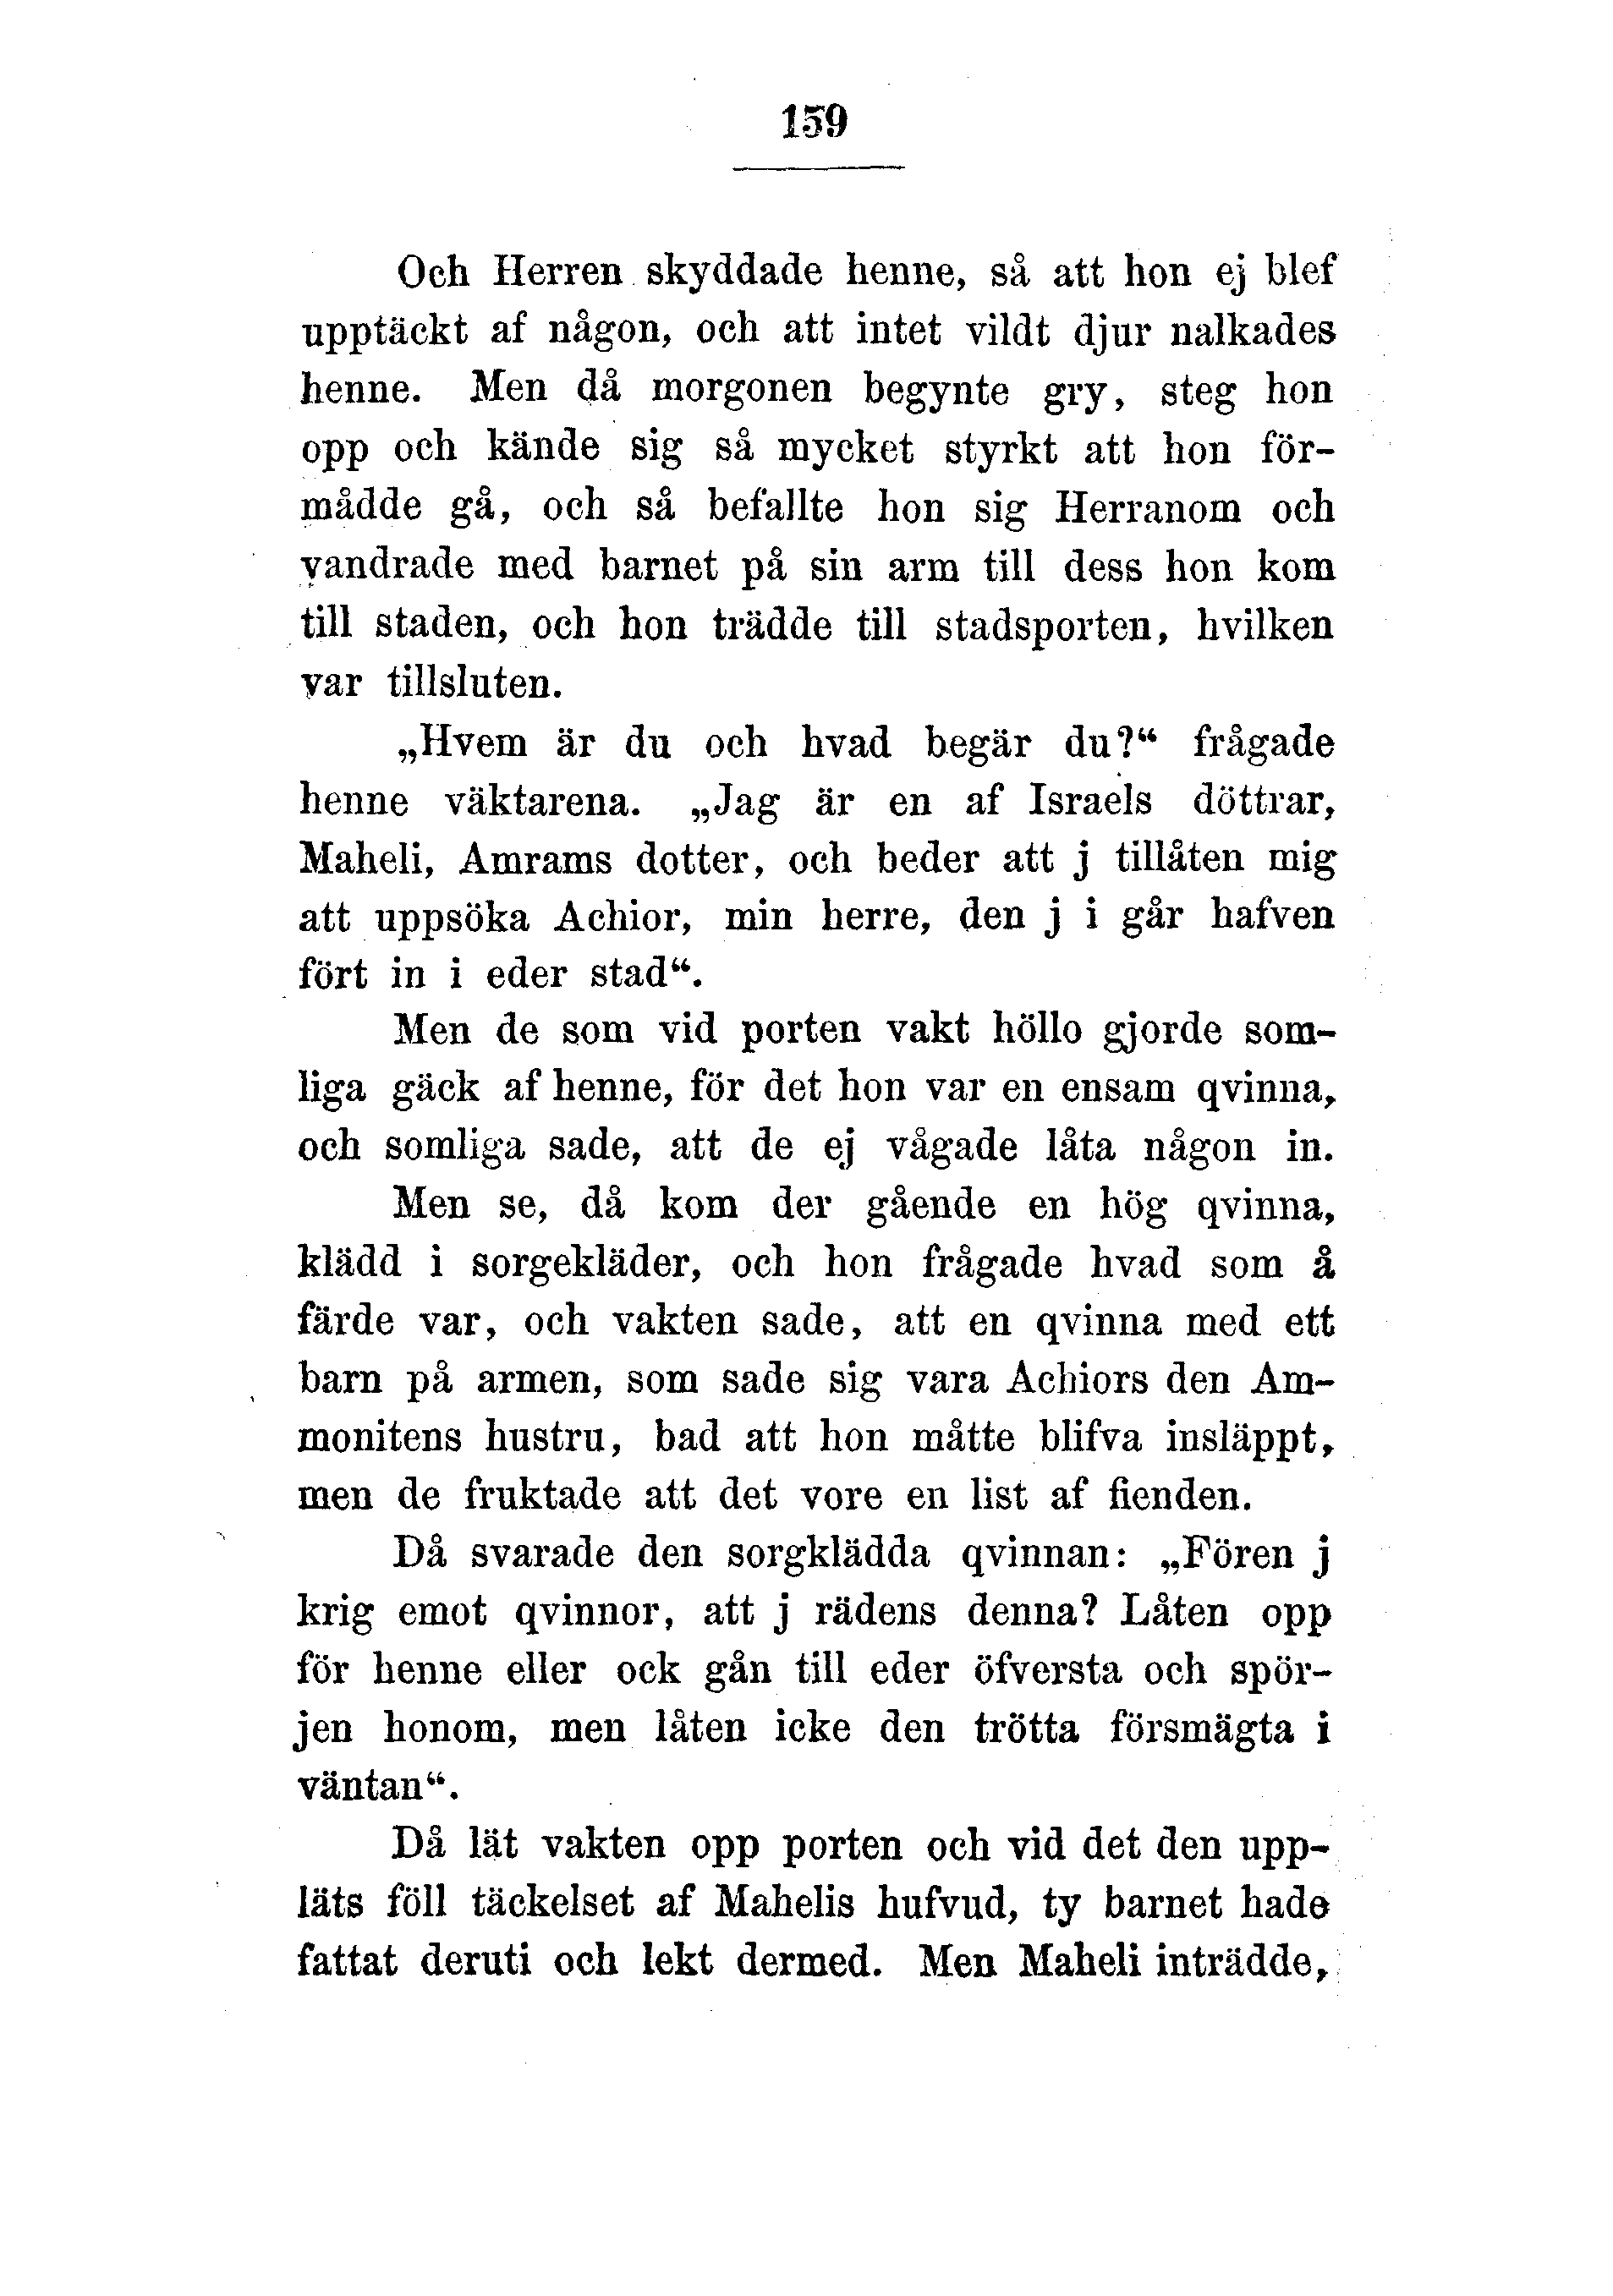 159
Och Herren skyddade henne, så att hon ej blef
upptäckt af någon, och att intet vildt djur nalkades
henne. Men då morgonen begynte gry, steg hon
opp och kände sig så mycket styrkt att hon för-
mådde gå, och så befallte hon sig Herranom och
vandrade med barnet på sin arm till dess hon kom
till staden, och hon trädde till stadsporten, hvilken
var tillsluten.
„Hvem är du och hvad begär du?“ frågade
henne väktarena. „Jag är en af Israels döttrar,
Maheli, Amrams dotter, och beder att j tillåten mig
att uppsöka Achior, min herre, den j i går hafven
fört in i eder stad“.
Men de som vid porten vakt höllo gjorde som-
liga gäck af henne, för det hon var en ensam qvinna,
och somliga sade, att de ej vågade låta någon in.
Men se, då kom der gående en hög qvinna,
klädd i sorgekläder, och hon frågade hvad som å
färde var, och vakten sade, att en qvinna med ett
barn på armen, som sade sig vara Achiors den Am-
monitens hustru, bad att hon måtte blifva insläppt,
men de fruktade att det vore en list af fienden.
Då svarade den sorgklädda qvinnan: „Fören j
krig emot qvinnor, att j rädens denna? Låten opp
för henne eller ock gån till eder öfversta och spör-
jen honom, men låten icke den trötta försmägta i
väntan“.
Då lät vakten opp porten och vid det den upp-
läts föll täckelset af Mahelis hufvud, ty barnet hade
fattat deruti och lekt dermed. Men Maheli inträdde,